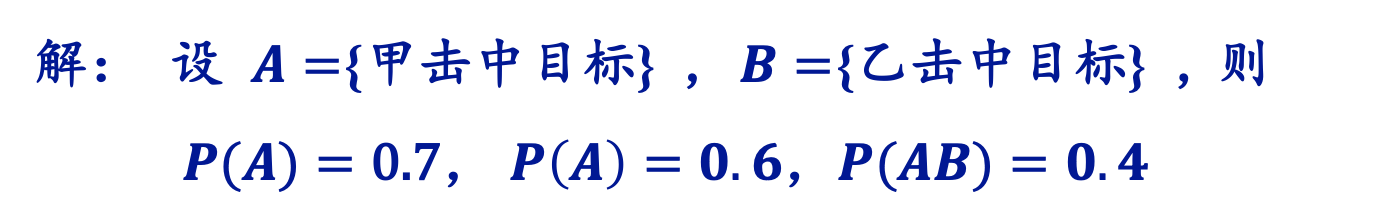 解： 设 A ={甲击中目标} ，B ={乙击中目标} ，则
P(A) = 0.7， P(A) = 0.6，P(AB) = 0.4